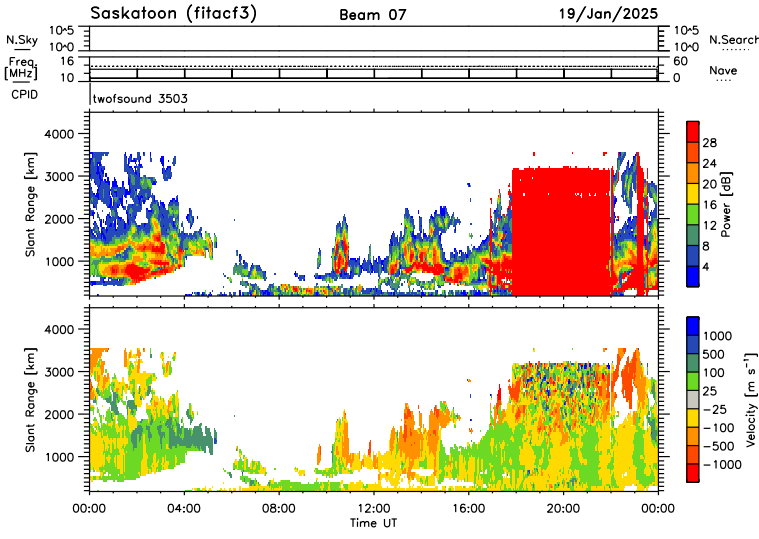 Saskatoon (fitacf3)
Beam 07
19/Jan/2025
N.Sky
10^5
10^0
10^5
10^0
N.Search
Freq.
[MHz]
16
10
60
0
Nave
CPID
twofsound 3503
Slant Range [km]
4000
3000
2000
1000
28
24
20
16
12
8
4
Power [dB]
Slant Range [km]
4000
3000
2000
1000
1000
500
100
25
-25
-100
-500
-1000
Velocity [m s⁻¹]
00:00
04:00
08:00
12:00
16:00
20:00
00:00
Time UT